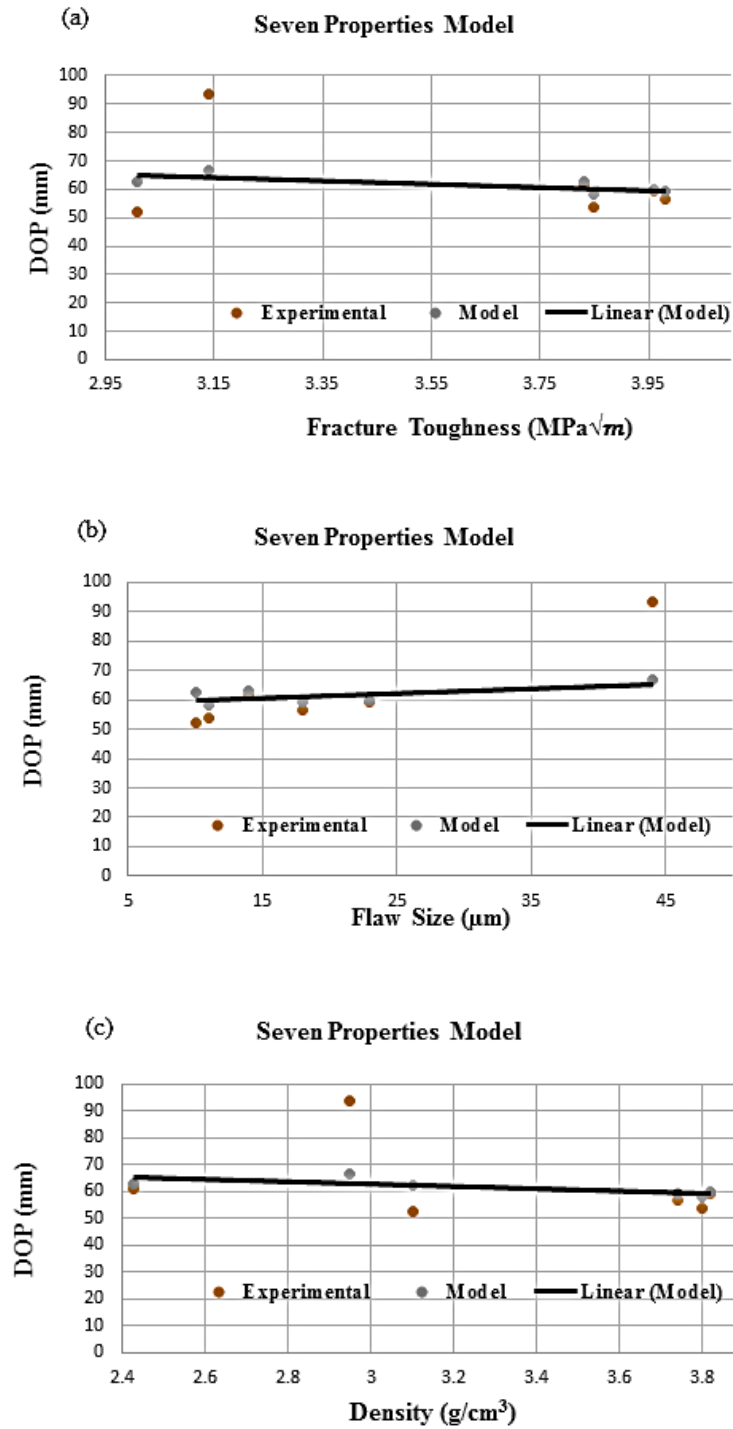 (a)
Seven Properties Model
100
90
80
70
60
50
40
30
20
10
0
DOP (mm)
Experimental Model Linear (Model)
2.95 3.15 3.35 3.55 3.75 3.95
Fracture Toughness (MPa√m)
(b)
Seven Properties Model
100
90
80
70
60
50
40
30
20
10
0
DOP (mm)
Experimental Model Linear (Model)
5 15 25 35 45
Flaw Size (µm)
(c)
Seven Properties Model
100
90
80
70
60
50
40
30
20
10
0
DOP (mm)
Experimental Model Linear (Model)
2.4 2.6 2.8 3 3.2 3.4 3.6 3.8
Density (g/cm³)